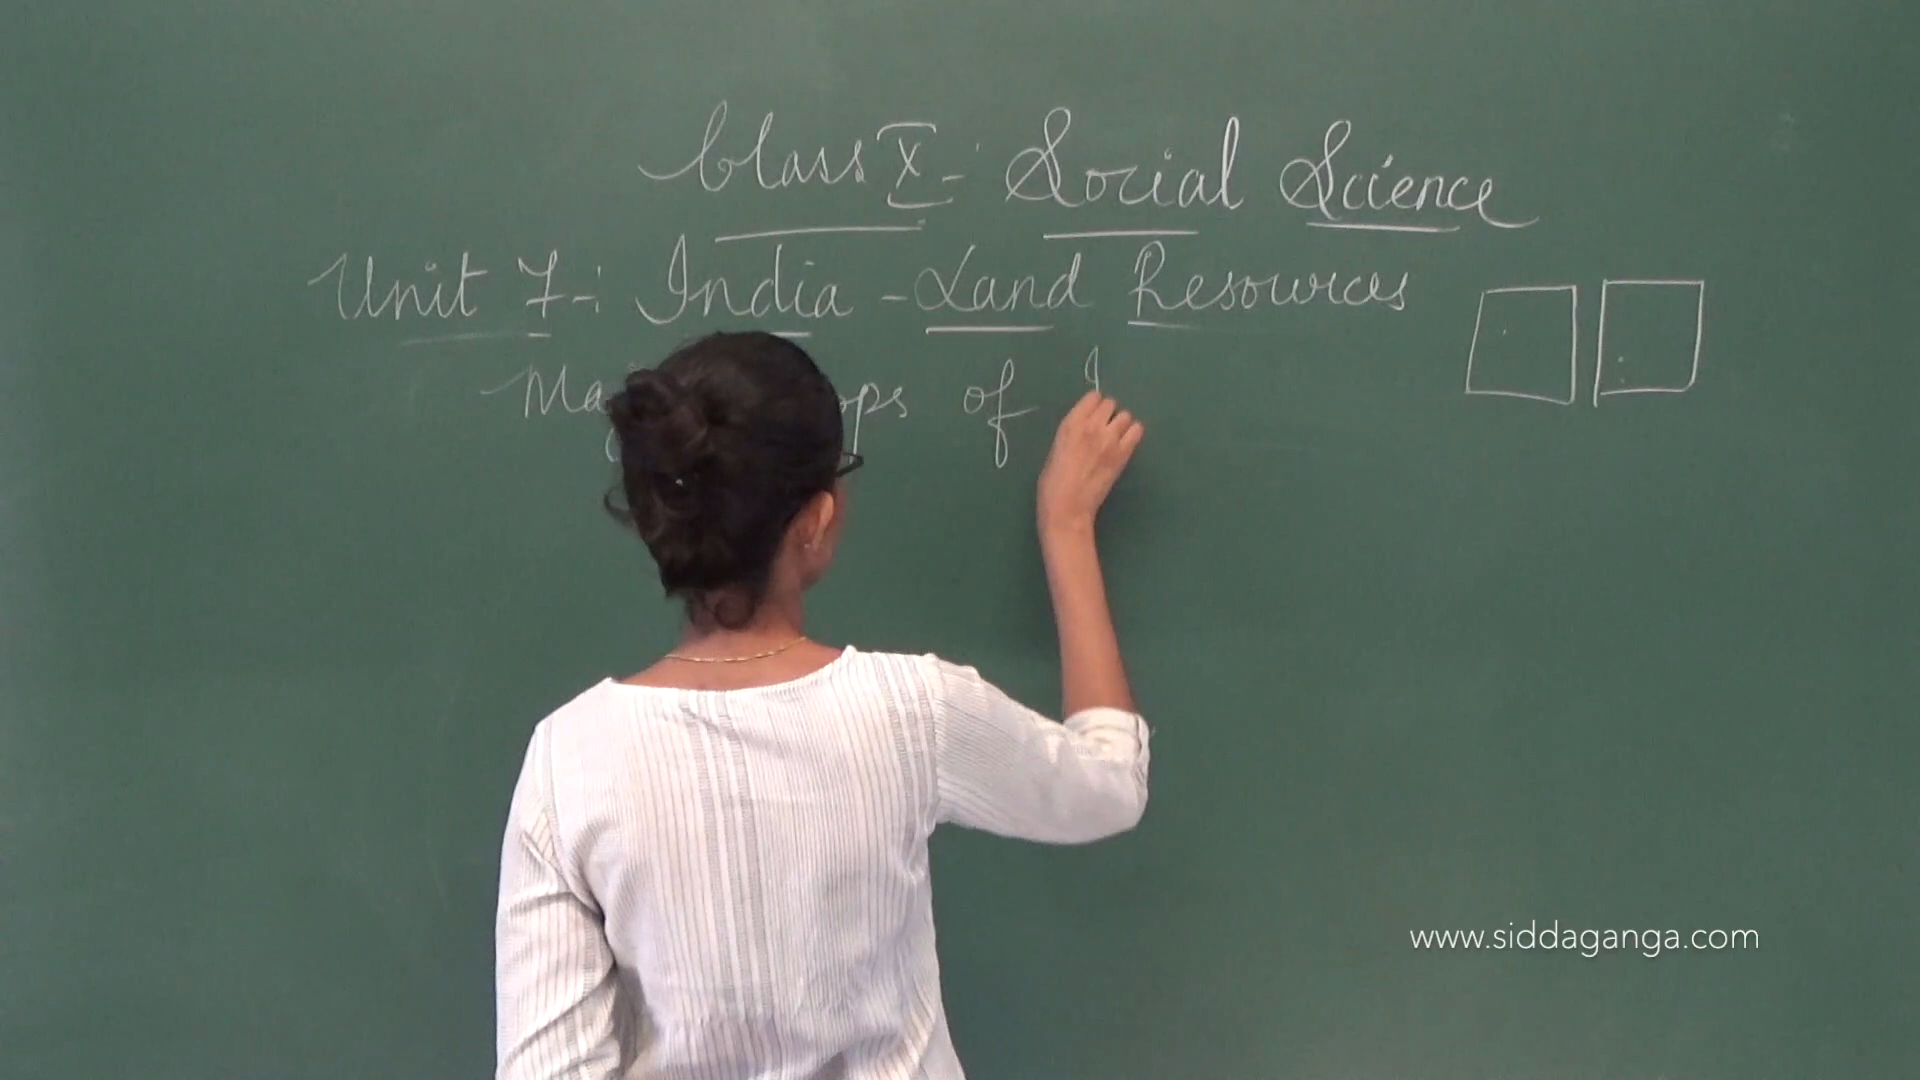 Class X-: Social Science
Unit 7-: India - Land Resources
of
www.siddaganga.com